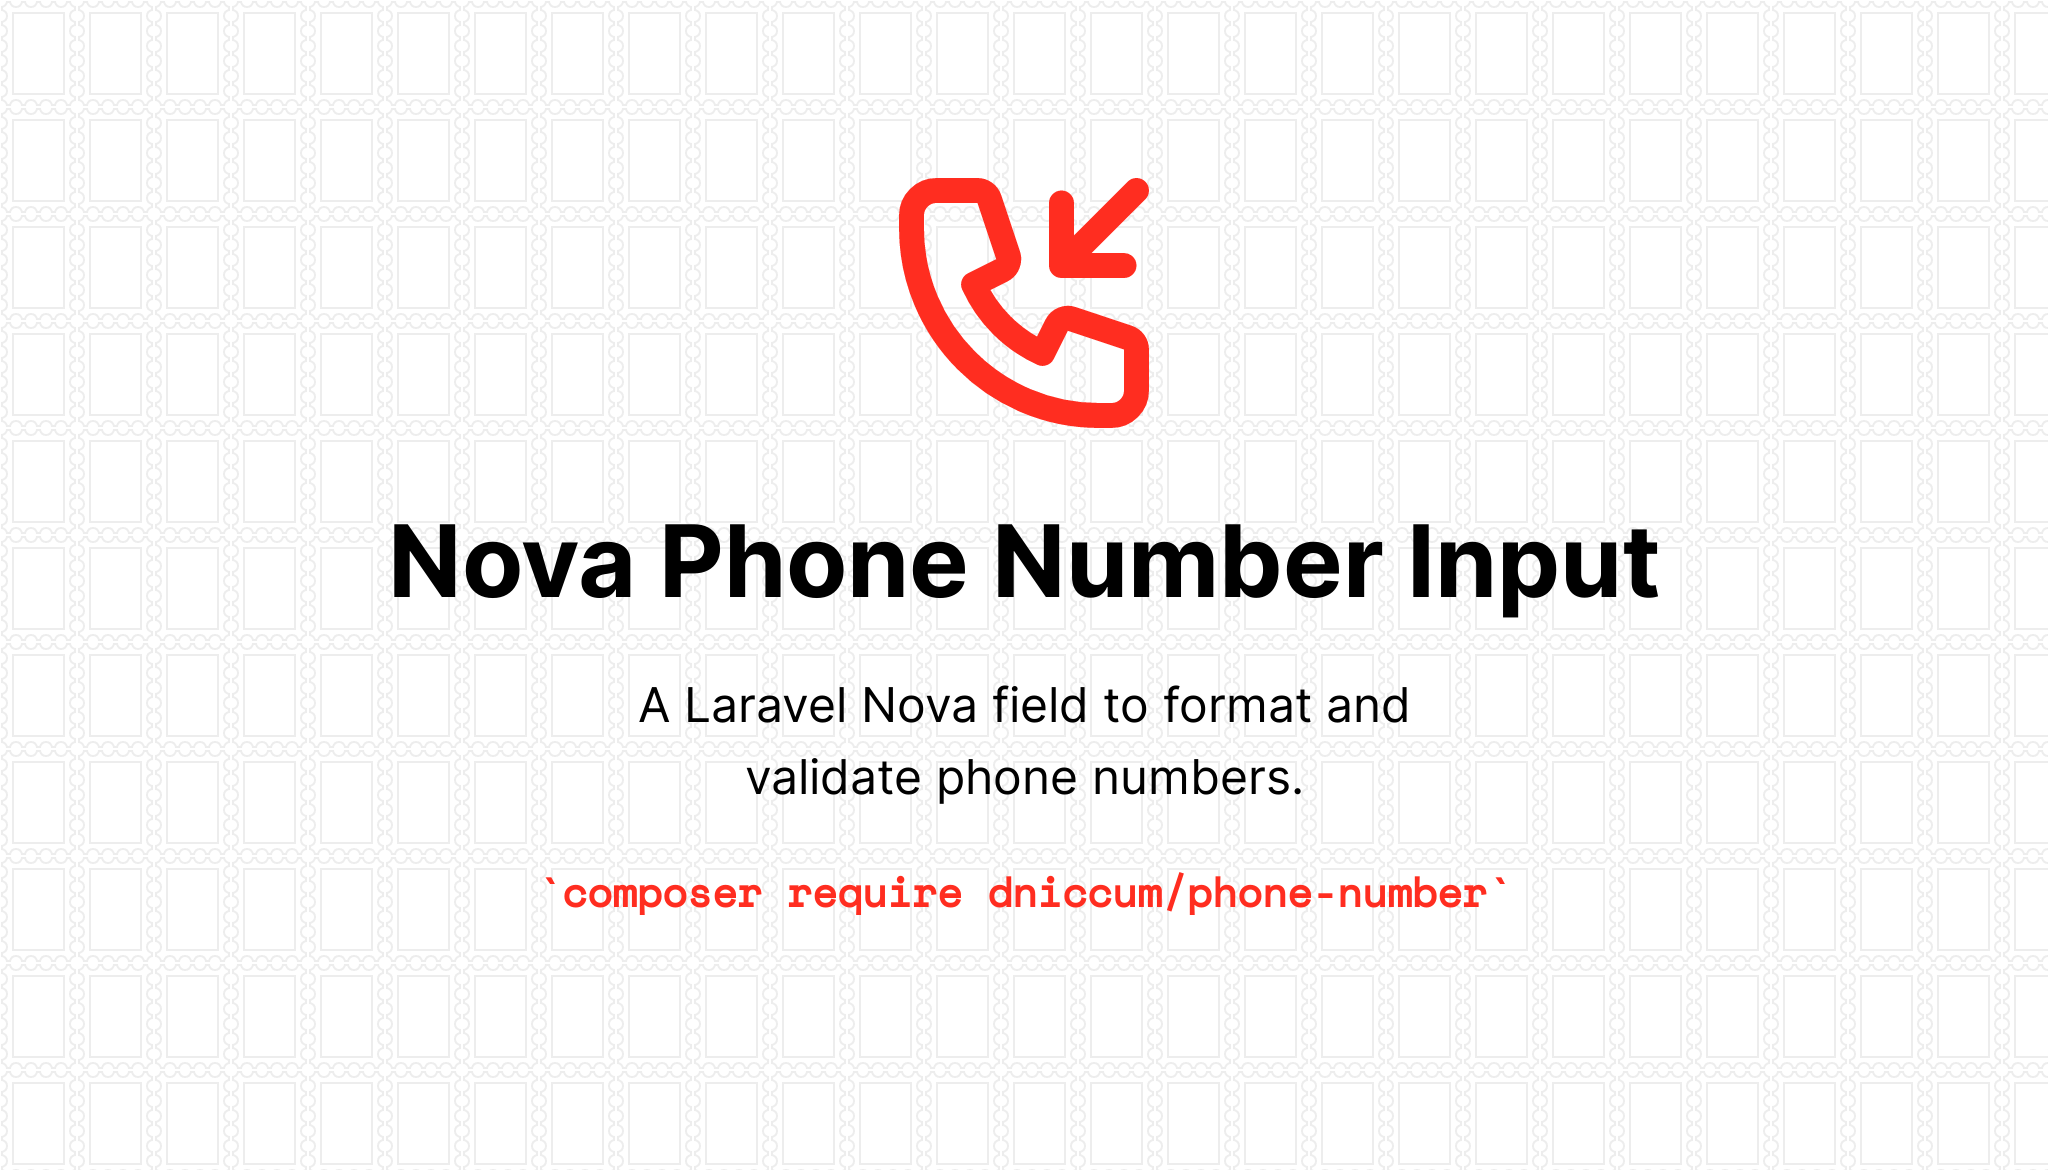 Nova Phone Number Input
A Laravel Nova field to format and
validate phone numbers.
`composer require dniccum/phone-number`